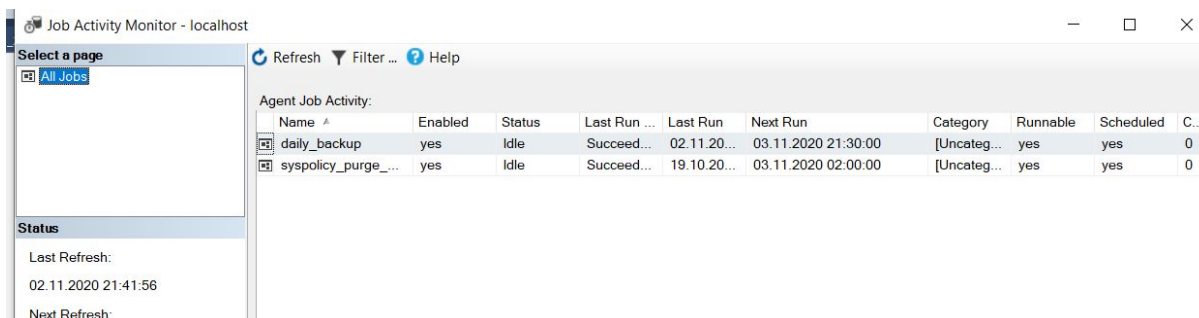 Job Activity Monitor - localhost
Select a page
All Jobs
Refresh Filter ... Help
Agent Job Activity:
Name Enabled Status Last Run ... Last Run Next Run Category Runnable Scheduled C...
daily_backup yes Idle Succeed... 02.11.20... 03.11.2020 21:30:00 [Uncateg... yes yes 0
syspolicy_purge_... yes Idle Succeed... 19.10.20... 03.11.2020 02:00:00 [Uncateg... yes yes 0
Status
Last Refresh:
02.11.2020 21:41:56
Next Refresh: